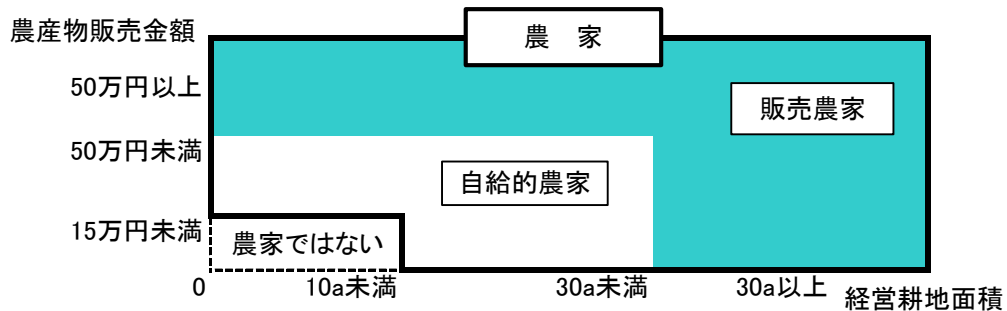 農産物販売金額
農　家
50万円以上
販売農家
50万円未満
自給的農家
15万円未満
農家ではない
0
10a未満
30a未満
30a以上
経営耕地面積